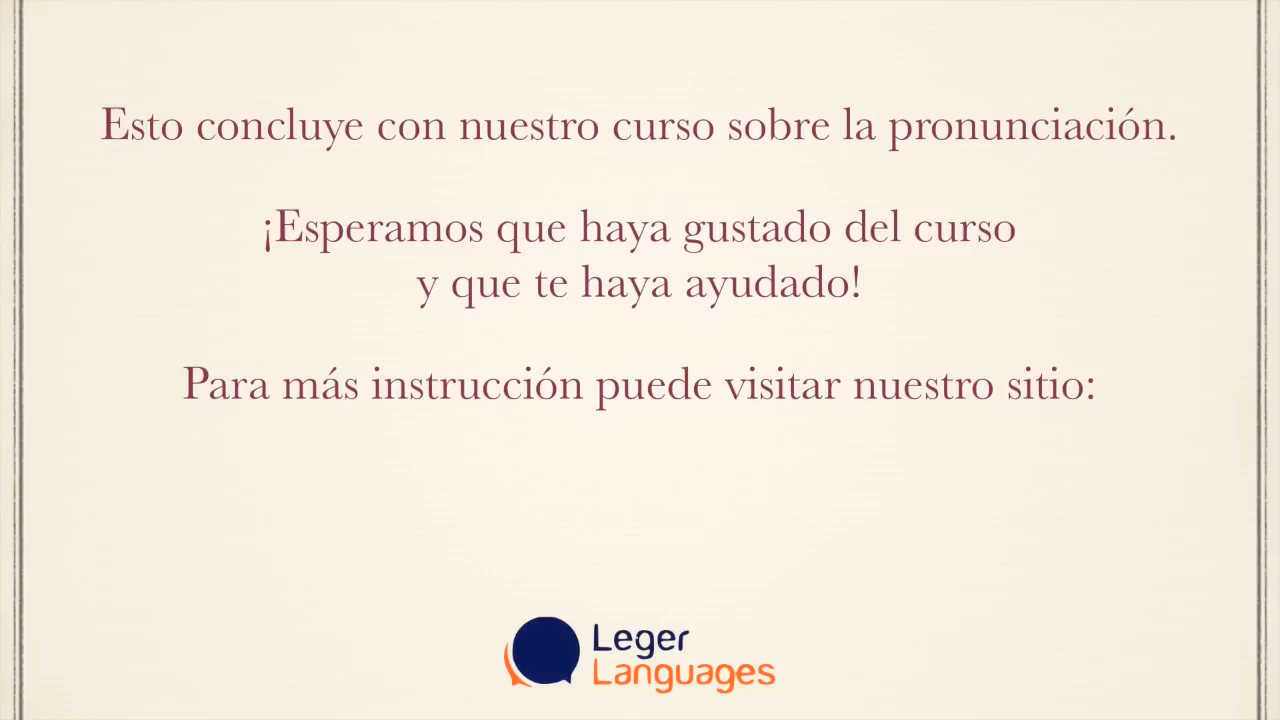 Esto concluye con nuestro curso sobre la pronunciación.
¡Esperamos que haya gustado del curso
y que te haya ayudado!
Para más instrucción puede visitar nuestro sitio:
Leger
Languages